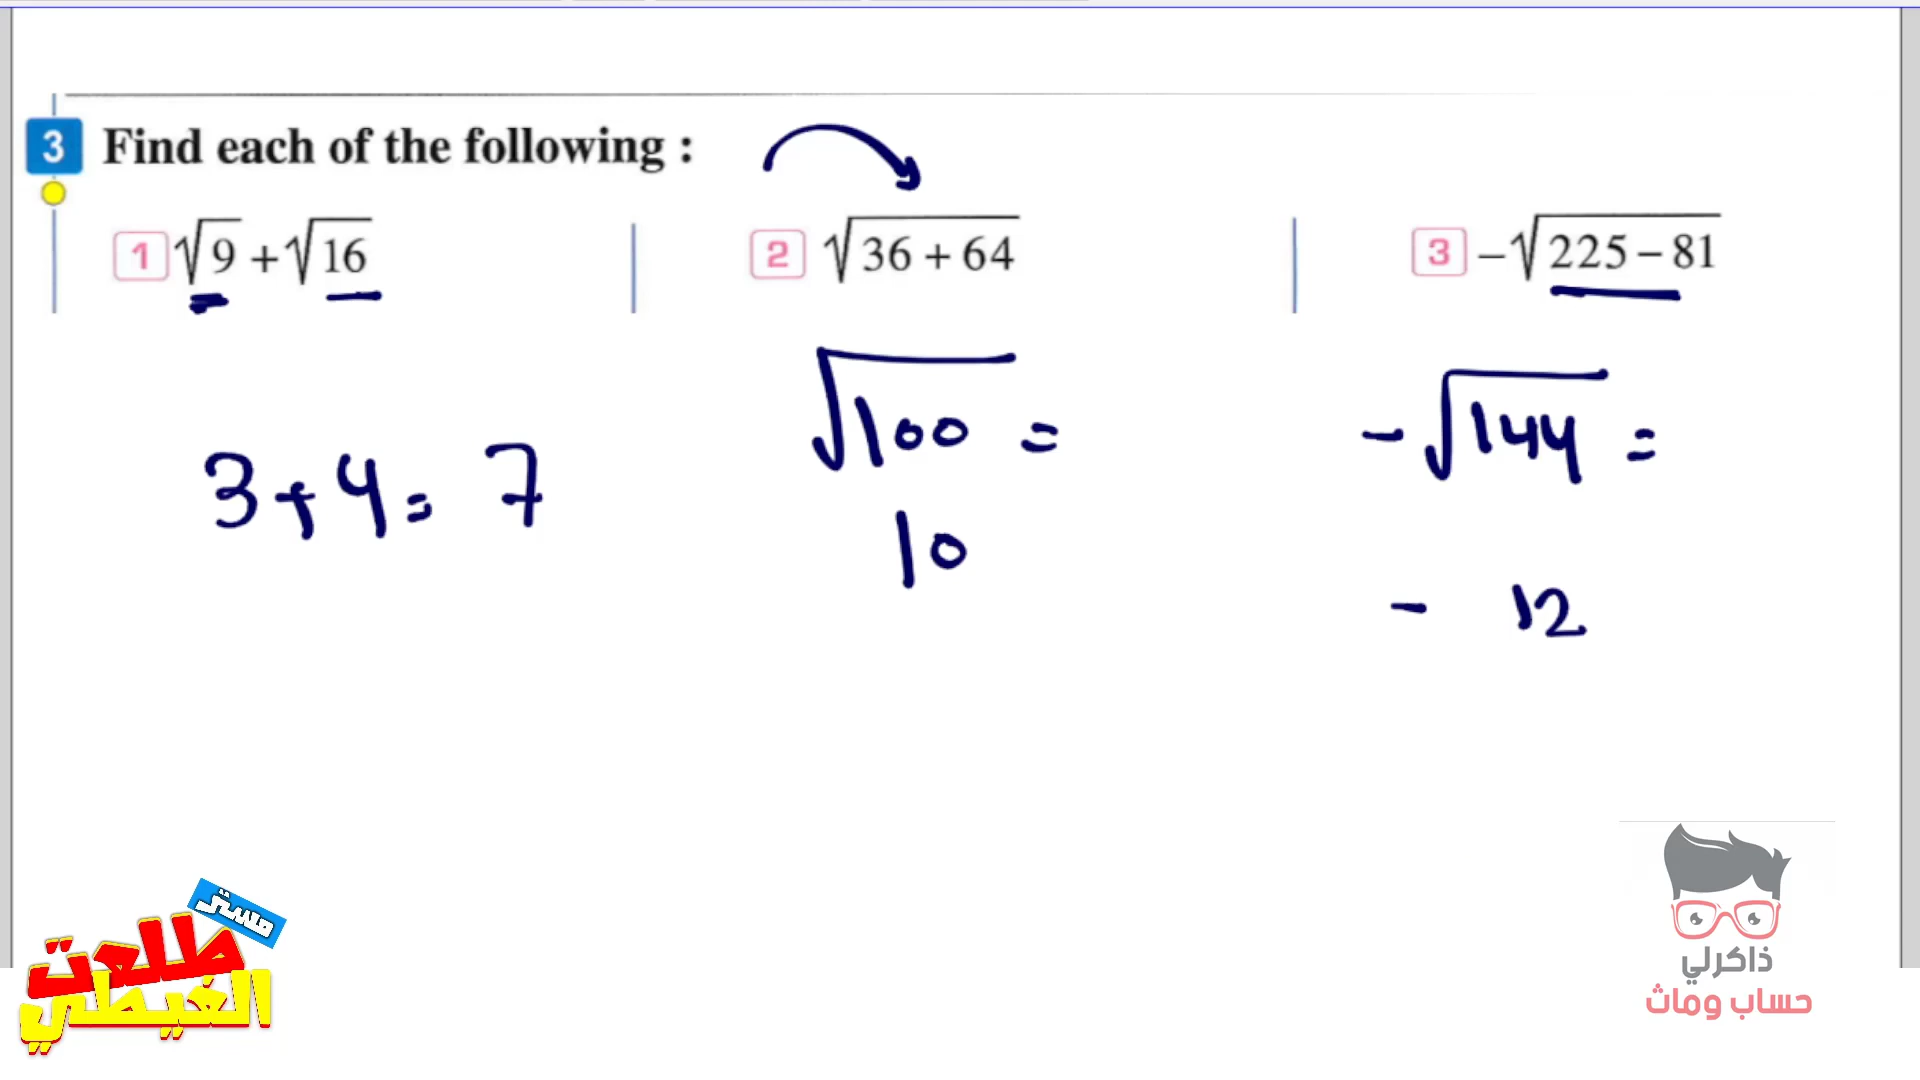 3 Find each of the following :
1 √9 + √16
2 √36 + 64
3 −√225 − 81
3 + 4 = 7
√100 =
10
- √144 =
- 12
مستر
طلعت
الغيطي
ذاكرلي
حساب وماث